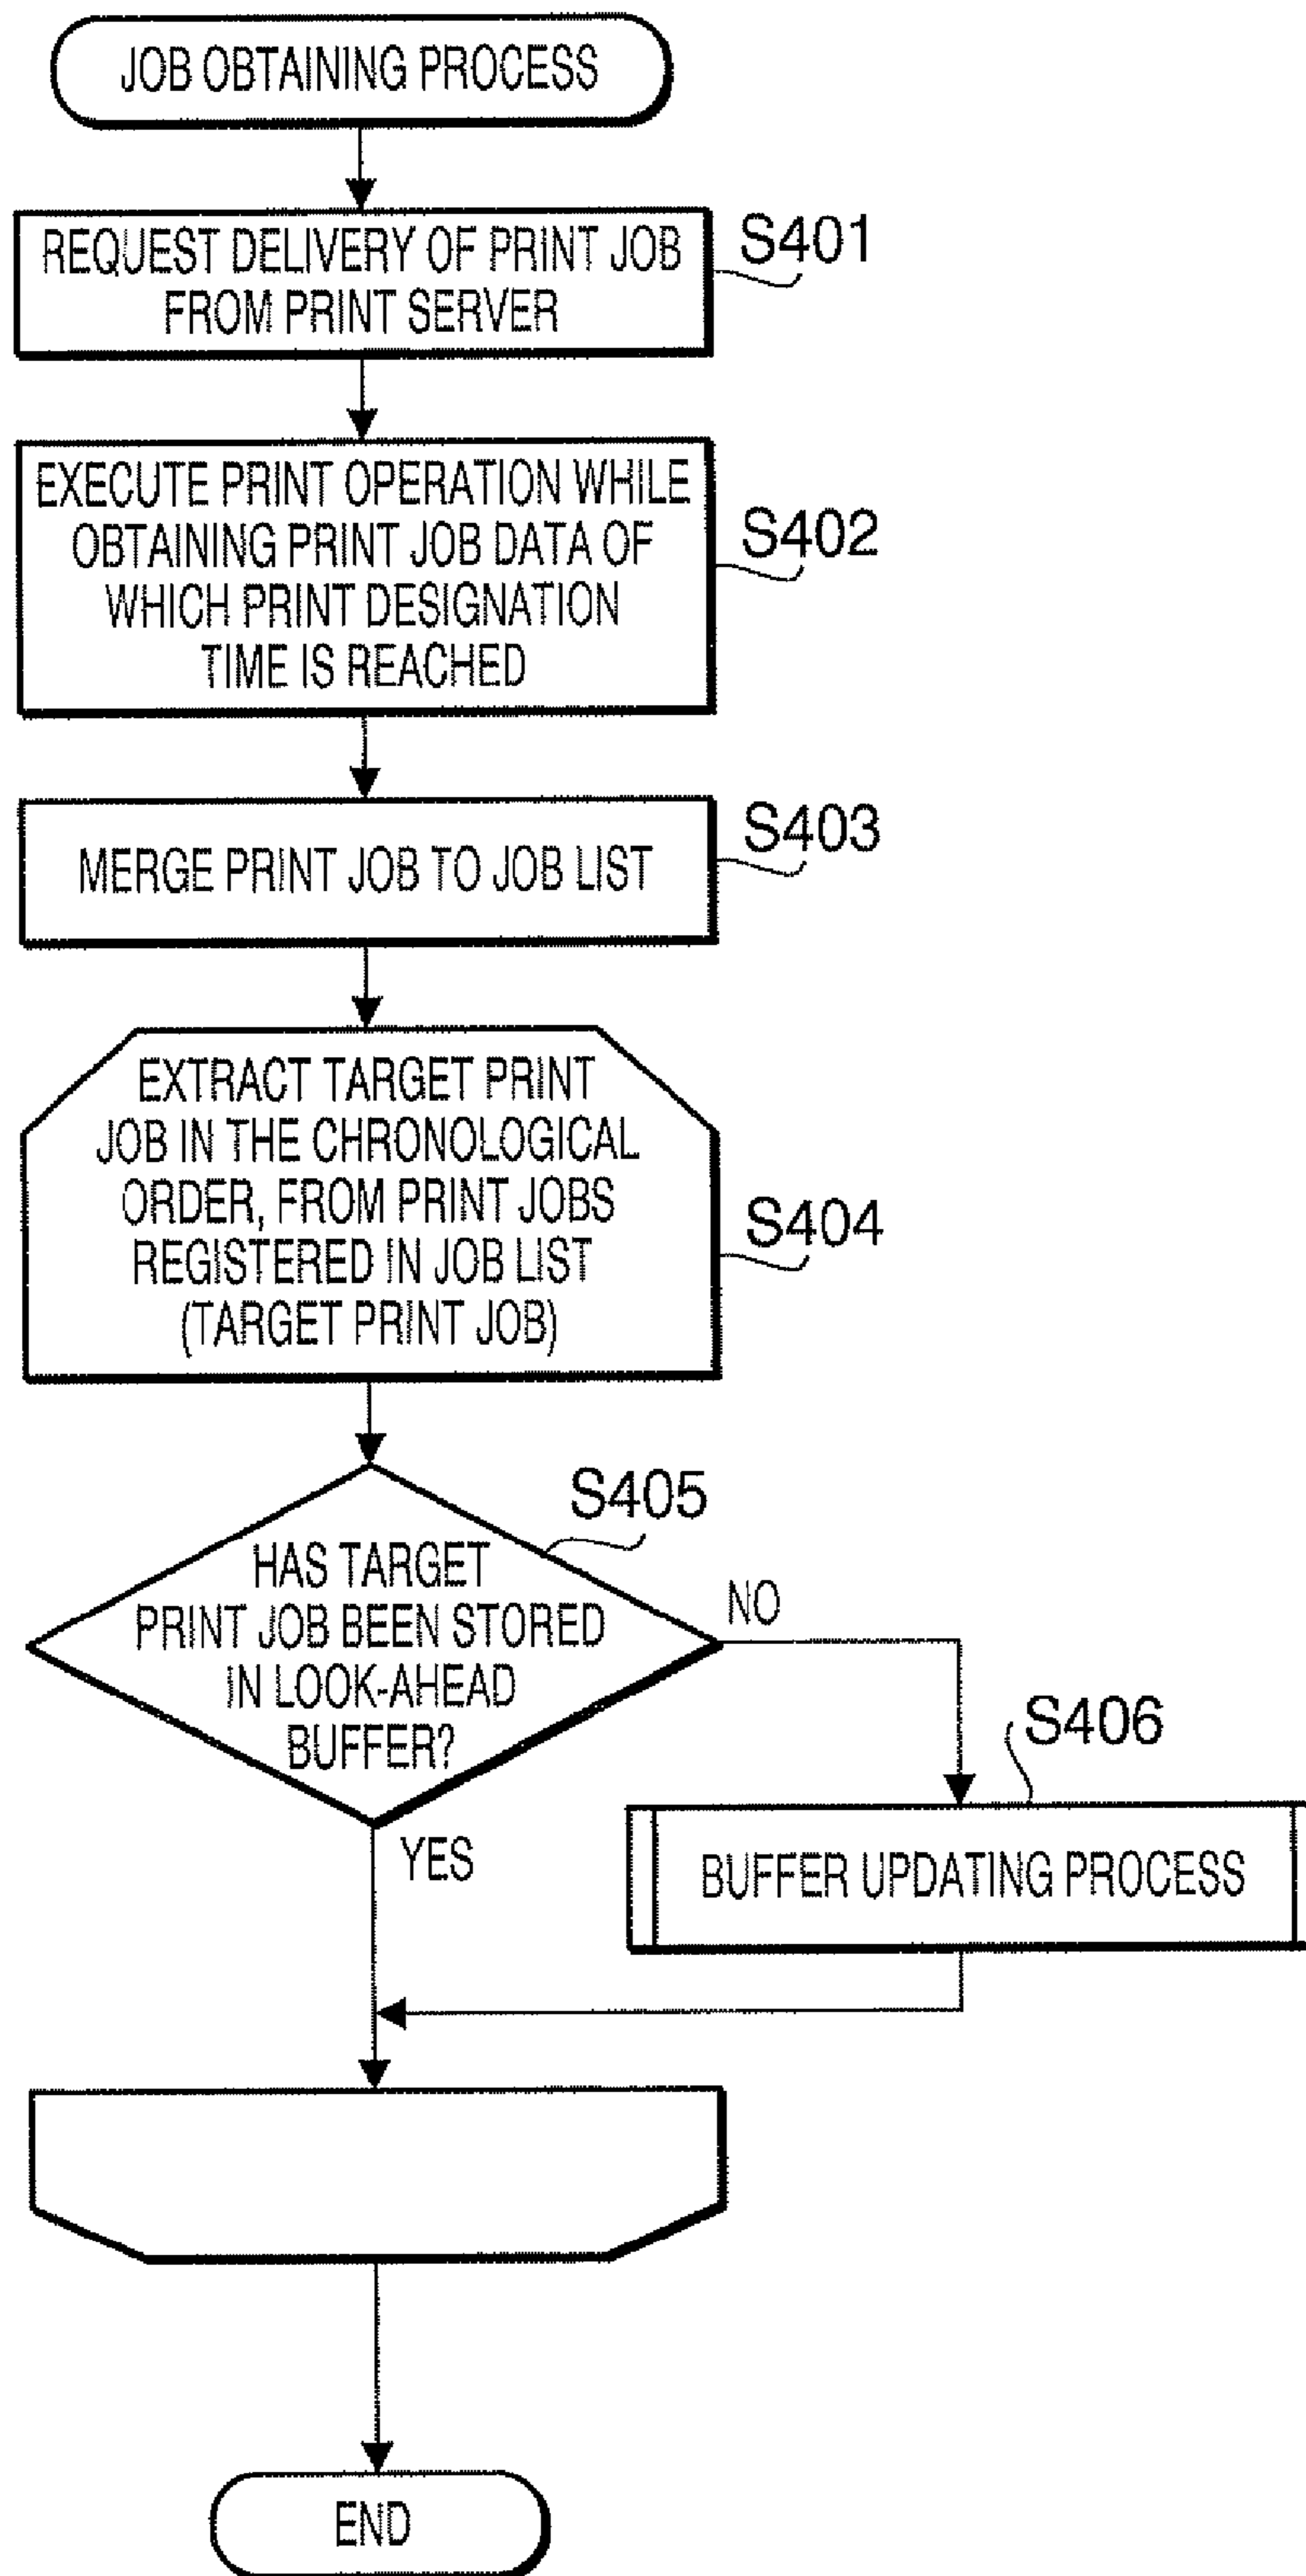 JOB OBTAINING PROCESS
REQUEST DELIVERY OF PRINT JOB
FROM PRINT SERVER
S401
EXECUTE PRINT OPERATION WHILE
OBTAINING PRINT JOB DATA OF
WHICH PRINT DESIGNATION
TIME IS REACHED
S402
MERGE PRINT JOB TO JOB LIST
S403
EXTRACT TARGET PRINT
JOB IN THE CHRONOLOGICAL
ORDER, FROM PRINT JOBS
REGISTERED IN JOB LIST
(TARGET PRINT JOB)
S404
HAS TARGET
PRINT JOB BEEN STORED
IN LOOK-AHEAD
BUFFER?
S405
NO
YES
S406
BUFFER UPDATING PROCESS
END